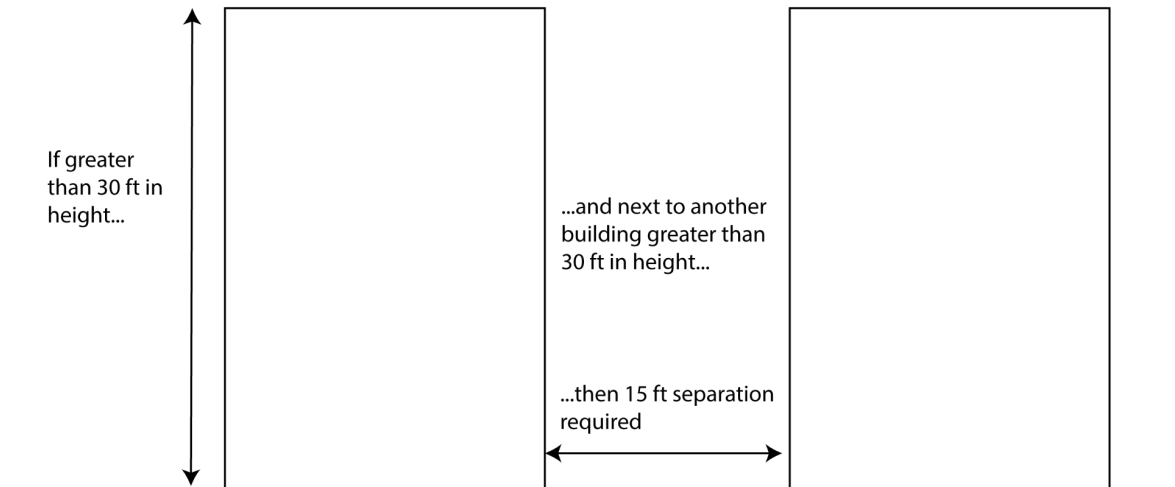 If greater
than 30 ft in
height...
...and next to another
building greater than
30 ft in height...
...then 15 ft separation
required